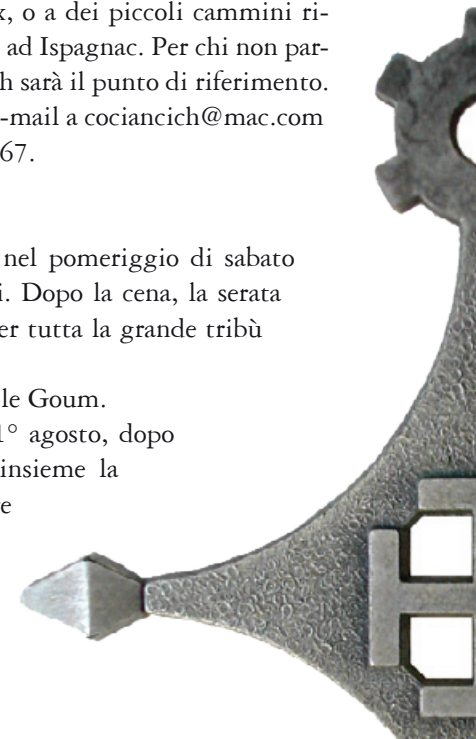 x, o a dei piccoli cammini ri-
ad Ispagnac. Per chi non par-
h sarà il punto di riferimento.
-mail a cociancich@mac.com
67.
nel pomeriggio di sabato
i. Dopo la cena, la serata
er tutta la grande tribù
le Goum.
1° agosto, dopo
insieme la